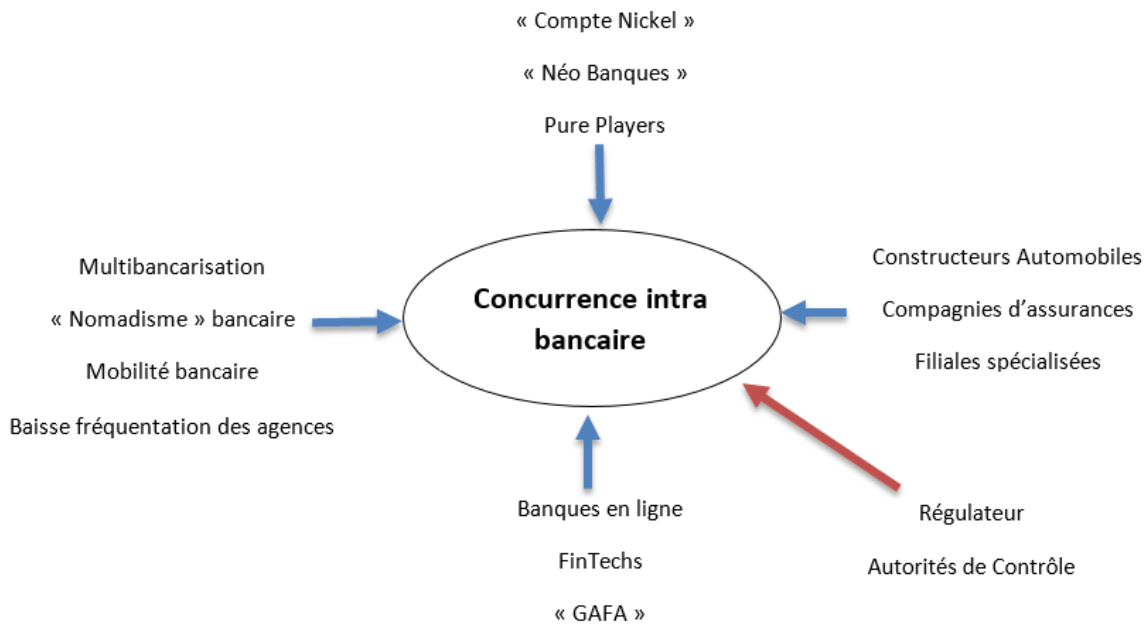 « Compte Nickel »
« Néo Banques »
Pure Players
Multibancarisation
« Nomadisme » bancaire
Mobilité bancaire
Baisse fréquentation des agences
Concurrence intra
bancaire
Constructeurs Automobiles
Compagnies d’assurances
Filiales spécialisées
Banques en ligne
FinTechs
« GAFA »
Régulateur
Autorités de Contrôle